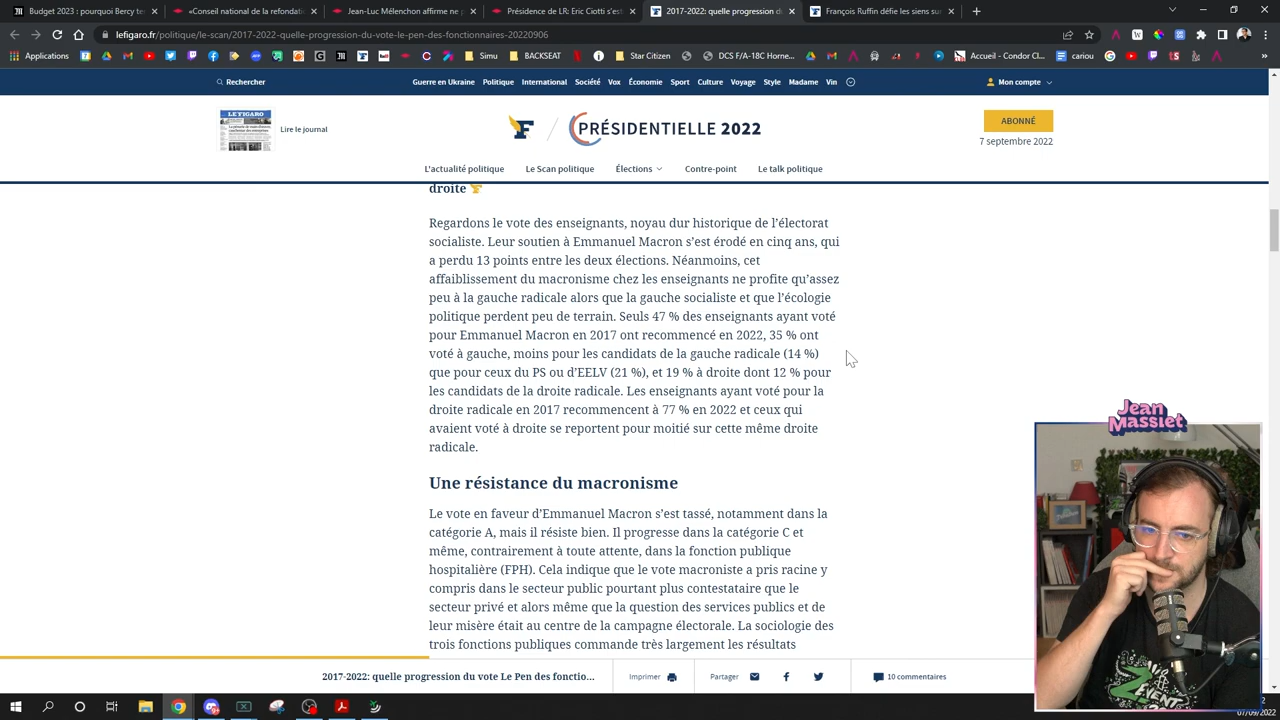 Budget 2023 : pourquoi Bercy te
Jean-Luc Mélenchon
Présidence de LR: Eric Ciotti s'est
2017-2022: quelle progression du
François Ruffin défie les siens sur
lefigaro.fr/politique/le-scan/2017-2022-quelle-progression-du-vote-le-pen-des-fonctionnaires-20220906
Applications
Simu
BACKSEAT
Star Citizen
DCS F/A-18C Horne...
Accueil - Condor Cl...
cariou
Autres favoris
Rechercher
Guerre en Ukraine Politique International Société Vox Économie Sport Culture Voyage Style Madame Vin
Mon compte
LE FIGARO
Lire le journal
PRÉSIDENTIELLE 2022
ABONNÉ
7 septembre 2022
L'actualité politique Le Scan politique Élections Contre-point Le talk politique
droite
Regardons le vote des enseignants, noyau dur historique de l'électorat
socialiste. Leur soutien à Emmanuel Macron s'est érodé en cinq ans, qui
a perdu 13 points entre les deux élections. Néanmoins, cet
affaiblissement du macronisme chez les enseignants ne profite qu'assez
peu à la gauche radicale alors que la gauche socialiste et que l'écologie
politique perdent peu de terrain. Seuls 47 % des enseignants ayant voté
pour Emmanuel Macron en 2017 ont recommencé en 2022, 35 % ont
voté à gauche, moins pour les candidats de la gauche radicale (14 %)
que pour ceux du PS ou d'EELV (21 %), et 19 % à droite dont 12 % pour
les candidats de la droite radicale. Les enseignants ayant voté pour la
droite radicale en 2017 recommencent à 77 % en 2022 et ceux qui
avaient voté à droite se reportent pour moitié sur cette même droite
radicale.
Une résistance du macronisme
Le vote en faveur d'Emmanuel Macron s'est tassé, notamment dans la
catégorie A, mais il résiste bien. Il progresse dans la catégorie C et
même, contrairement à toute attente, dans la fonction publique
hospitalière (FPH). Cela indique que le vote macroniste a pris racine y
compris dans le secteur public pourtant plus contestataire que le
secteur privé et alors même que la question des services publics et de
leur misère était au centre de la campagne électorale. La sociologie des
trois fonctions publiques commande très largement les résultats
Jean
Massiet
ZEVENT
2017-2022: quelle progression du vote Le Pen des fonctio...
Imprimer
Partager
10 commentaires
07/09/2022